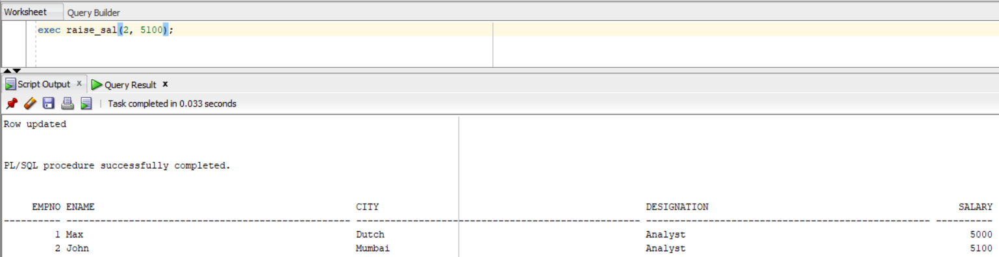 Worksheet Query Builder
exec raise_sal(2, 5100);
Script Output x Query Result x
Task completed in 0.033 seconds
Row updated
PL/SQL procedure successfully completed.
EMPNO ENAME CITY DESIGNATION SALARY
1 Max Dutch Analyst 5000
2 John Mumbai Analyst 5100